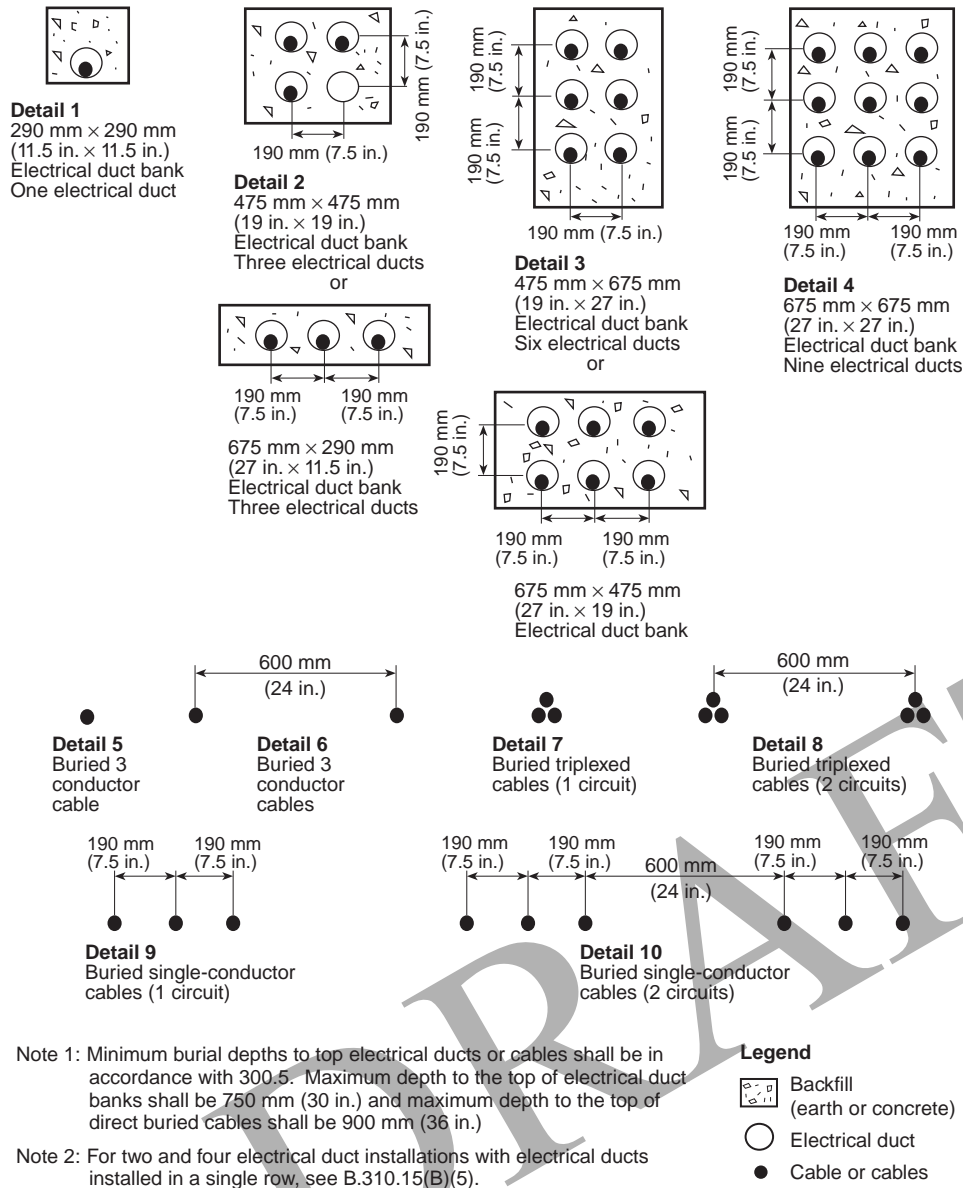 Detail 1
290 mm × 290 mm
(11.5 in. × 11.5 in.)
Electrical duct bank
One electrical duct
190 mm (7.5 in.)
190 mm
(7.5 in.)
Detail 2
475 mm × 475 mm
(19 in. × 19 in.)
Electrical duct bank
Three electrical ducts
or
190 mm
(7.5 in.)
190 mm
(7.5 in.)
675 mm × 290 mm
(27 in. × 11.5 in.)
Electrical duct bank
Three electrical ducts
190 mm
(7.5 in.)
190 mm
(7.5 in.)
190 mm (7.5 in.)
Detail 3
475 mm × 675 mm
(19 in. × 27 in.)
Electrical duct bank
Six electrical ducts
or
190 mm
(7.5 in.)
190 mm
(7.5 in.)
190 mm
(7.5 in.)
675 mm × 475 mm
(27 in. × 19 in.)
Electrical duct bank
190 mm
(7.5 in.)
190 mm
(7.5 in.)
190 mm
(7.5 in.)
190 mm
(7.5 in.)
Detail 4
675 mm × 675 mm
(27 in. × 27 in.)
Electrical duct bank
Nine electrical ducts
600 mm
(24 in.)
600 mm
(24 in.)
Detail 5
Buried 3
conductor
cable
Detail 6
Buried 3
conductor
cables
Detail 7
Buried triplexed
cables (1 circuit)
Detail 8
Buried triplexed
cables (2 circuits)
190 mm
(7.5 in.)
190 mm
(7.5 in.)
190 mm
(7.5 in.)
190 mm
(7.5 in.)
600 mm
(24 in.)
190 mm
(7.5 in.)
190 mm
(7.5 in.)
Detail 9
Buried single-conductor
cables (1 circuit)
Detail 10
Buried single-conductor
cables (2 circuits)
Note 1: Minimum burial depths to top electrical ducts or cables shall be in
accordance with 300.5. Maximum depth to the top of electrical duct
banks shall be 750 mm (30 in.) and maximum depth to the top of
direct buried cables shall be 900 mm (36 in.)
Note 2: For two and four electrical duct installations with electrical ducts
installed in a single row, see B.310.15(B)(5).
Legend
Backfill
(earth or concrete)
Electrical duct
Cable or cables
DRAF